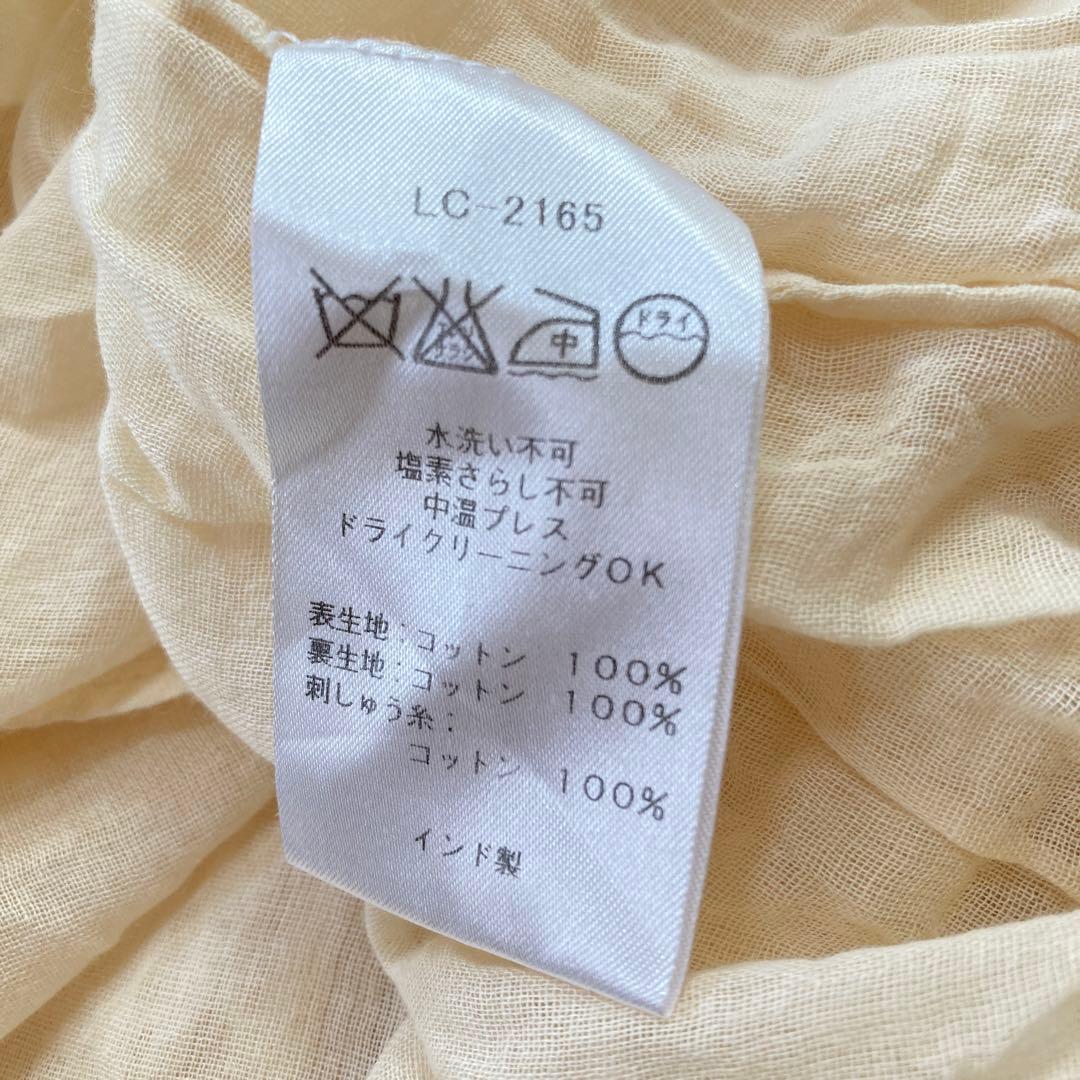 LC-2165
中
ドライ
水洗い不可
塩素さらし不可
中温プレス
ドライクリーニングOK
表生地：コットン 100%
裏生地：コットン 100%
刺しゅう糸：
コットン 100%
インド製